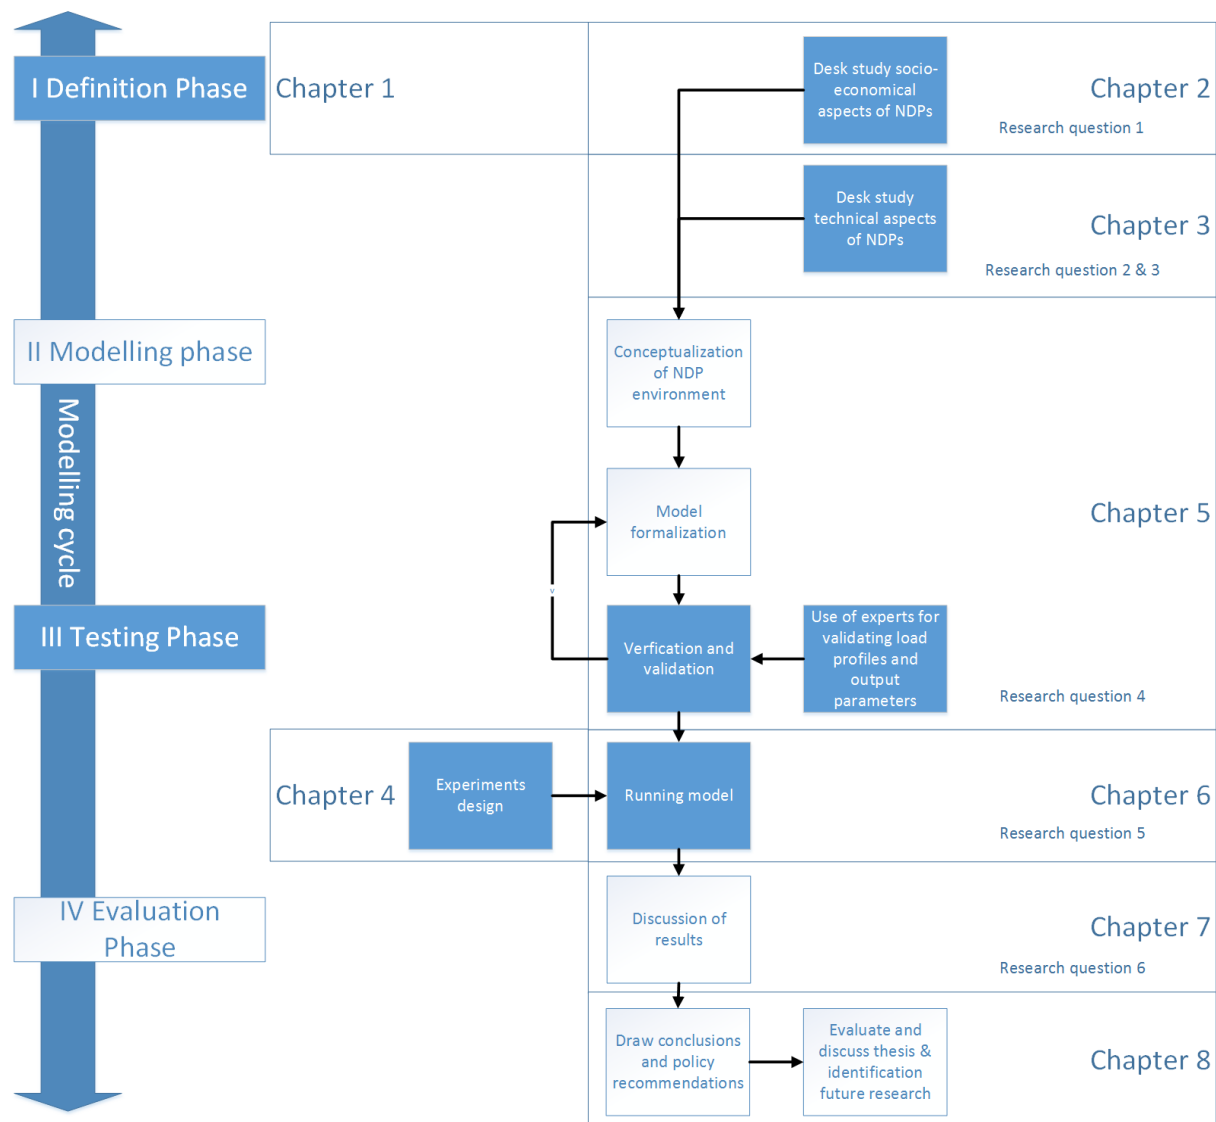 I Definition Phase
Chapter 1
Desk study socio-
economical
aspects of NDPs
Chapter 2
Research question 1
Desk study
technical aspects
of NDPs
Chapter 3
Research question 2 & 3
II Modelling phase
Conceptualization
of NDP
environment
Modelling cycle
Model
formalization
Chapter 5
v
III Testing Phase
Verfication and
validation
Use of experts for
validating load
profiles and
output
parameters
Research question 4
Chapter 4
Experiments
design
Running model
Chapter 6
Research question 5
IV Evaluation
Phase
Discussion of
results
Chapter 7
Research question 6
Draw conclusions
and policy
recommendations
Evaluate and
discuss thesis &
identification
future research
Chapter 8